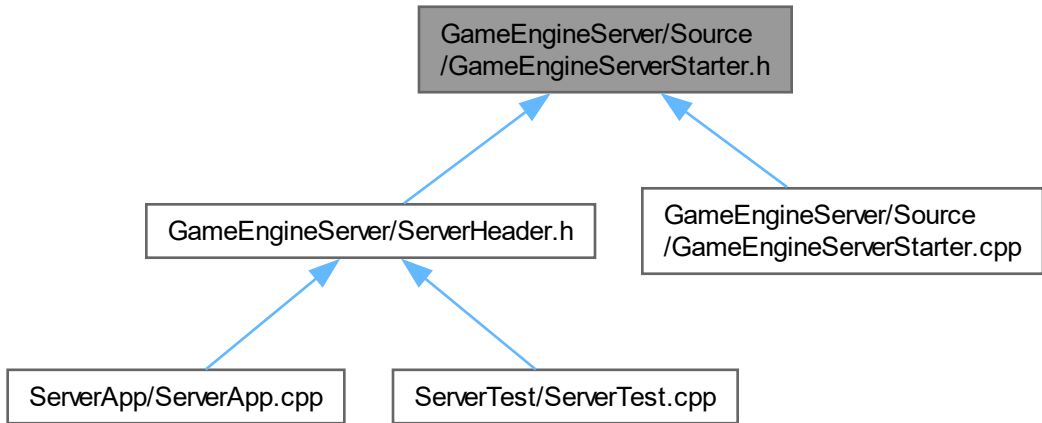 GameEngineServer/Source
/GameEngineServerStarter.h
GameEngineServer/ServerHeader.h
GameEngineServer/Source
/GameEngineServerStarter.cpp
ServerApp/ServerApp.cpp
ServerTest/ServerTest.cpp